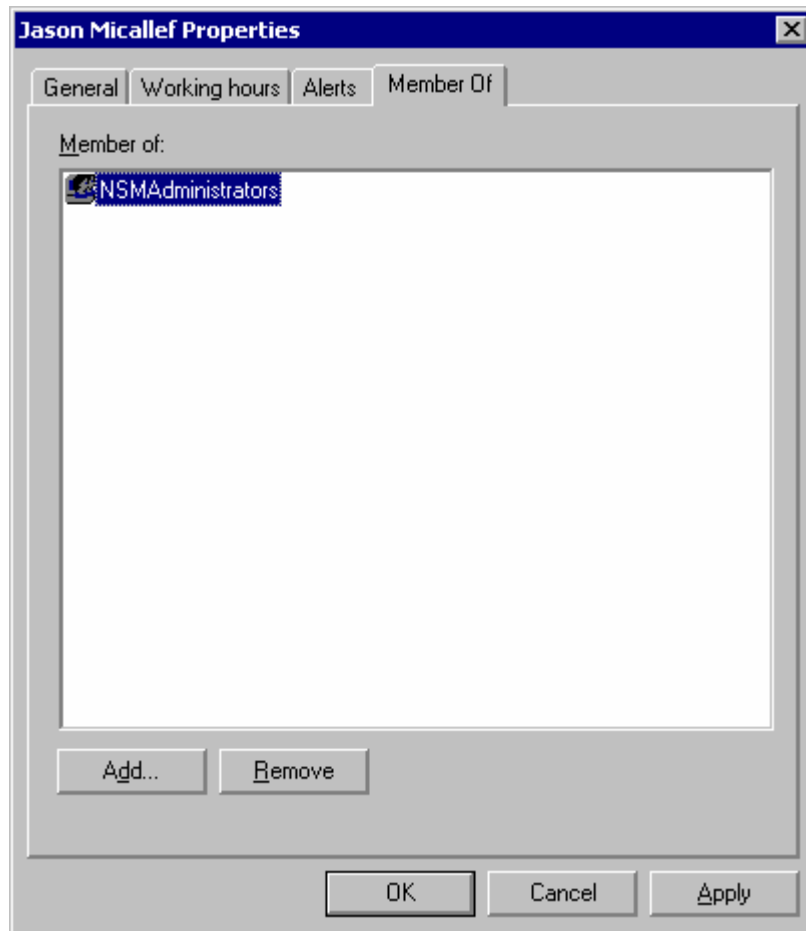 Jason Micallef Properties
General Working hours Alerts Member Of
Member of:
NSMAdministrators
Add... Remove
OK Cancel Apply